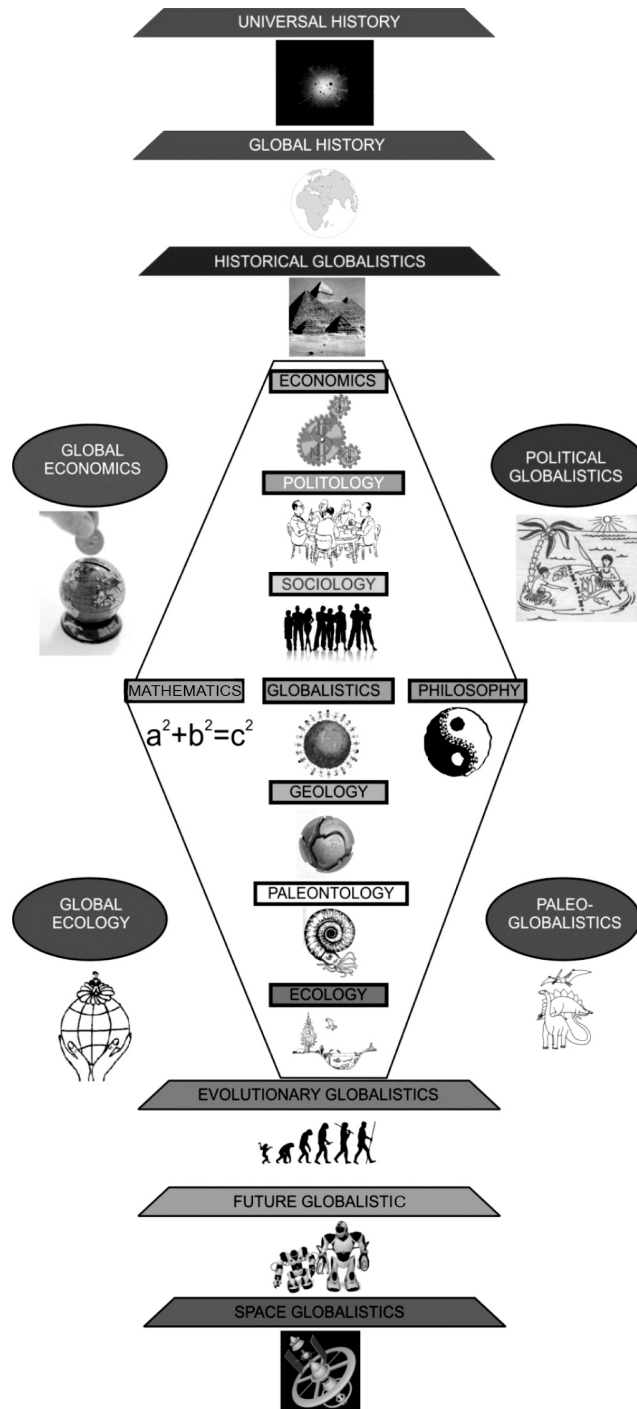 UNIVERSAL HISTORY
GLOBAL HISTORY
HISTORICAL GLOBALISTICS
ECONOMICS
GLOBAL
ECONOMICS
POLITICAL
GLOBALISTICS
POLITOLOGY
SOCIOLOGY
MATHEMATICS
GLOBALISTICS
PHILOSOPHY
a²+b²=c²
GEOLOGY
PALEONTOLOGY
GLOBAL
ECOLOGY
PALEO-
GLOBALISTICS
ECOLOGY
EVOLUTIONARY GLOBALISTICS
FUTURE GLOBALISTIC
SPACE GLOBALISTICS